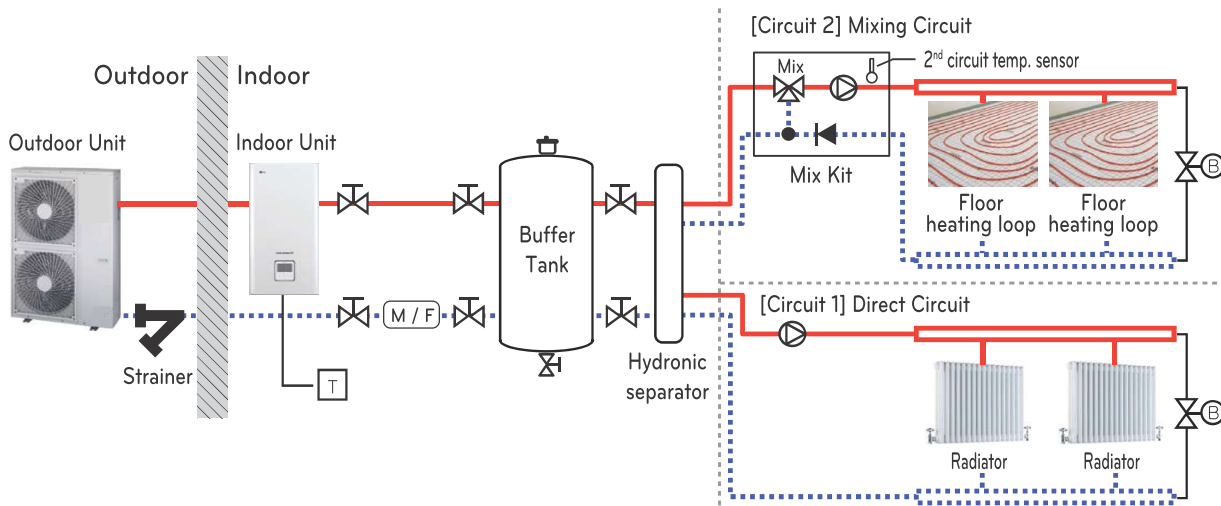 [Circuit 2] Mixing Circuit
Mix
2nd circuit temp. sensor
Outdoor
Indoor
Outdoor Unit
Indoor Unit
Mix Kit
B
Floor
heating loop
Floor
heating loop
Buffer
Tank
M / F
[Circuit 1] Direct Circuit
Strainer
T
Hydronic
separator
B
Radiator
Radiator